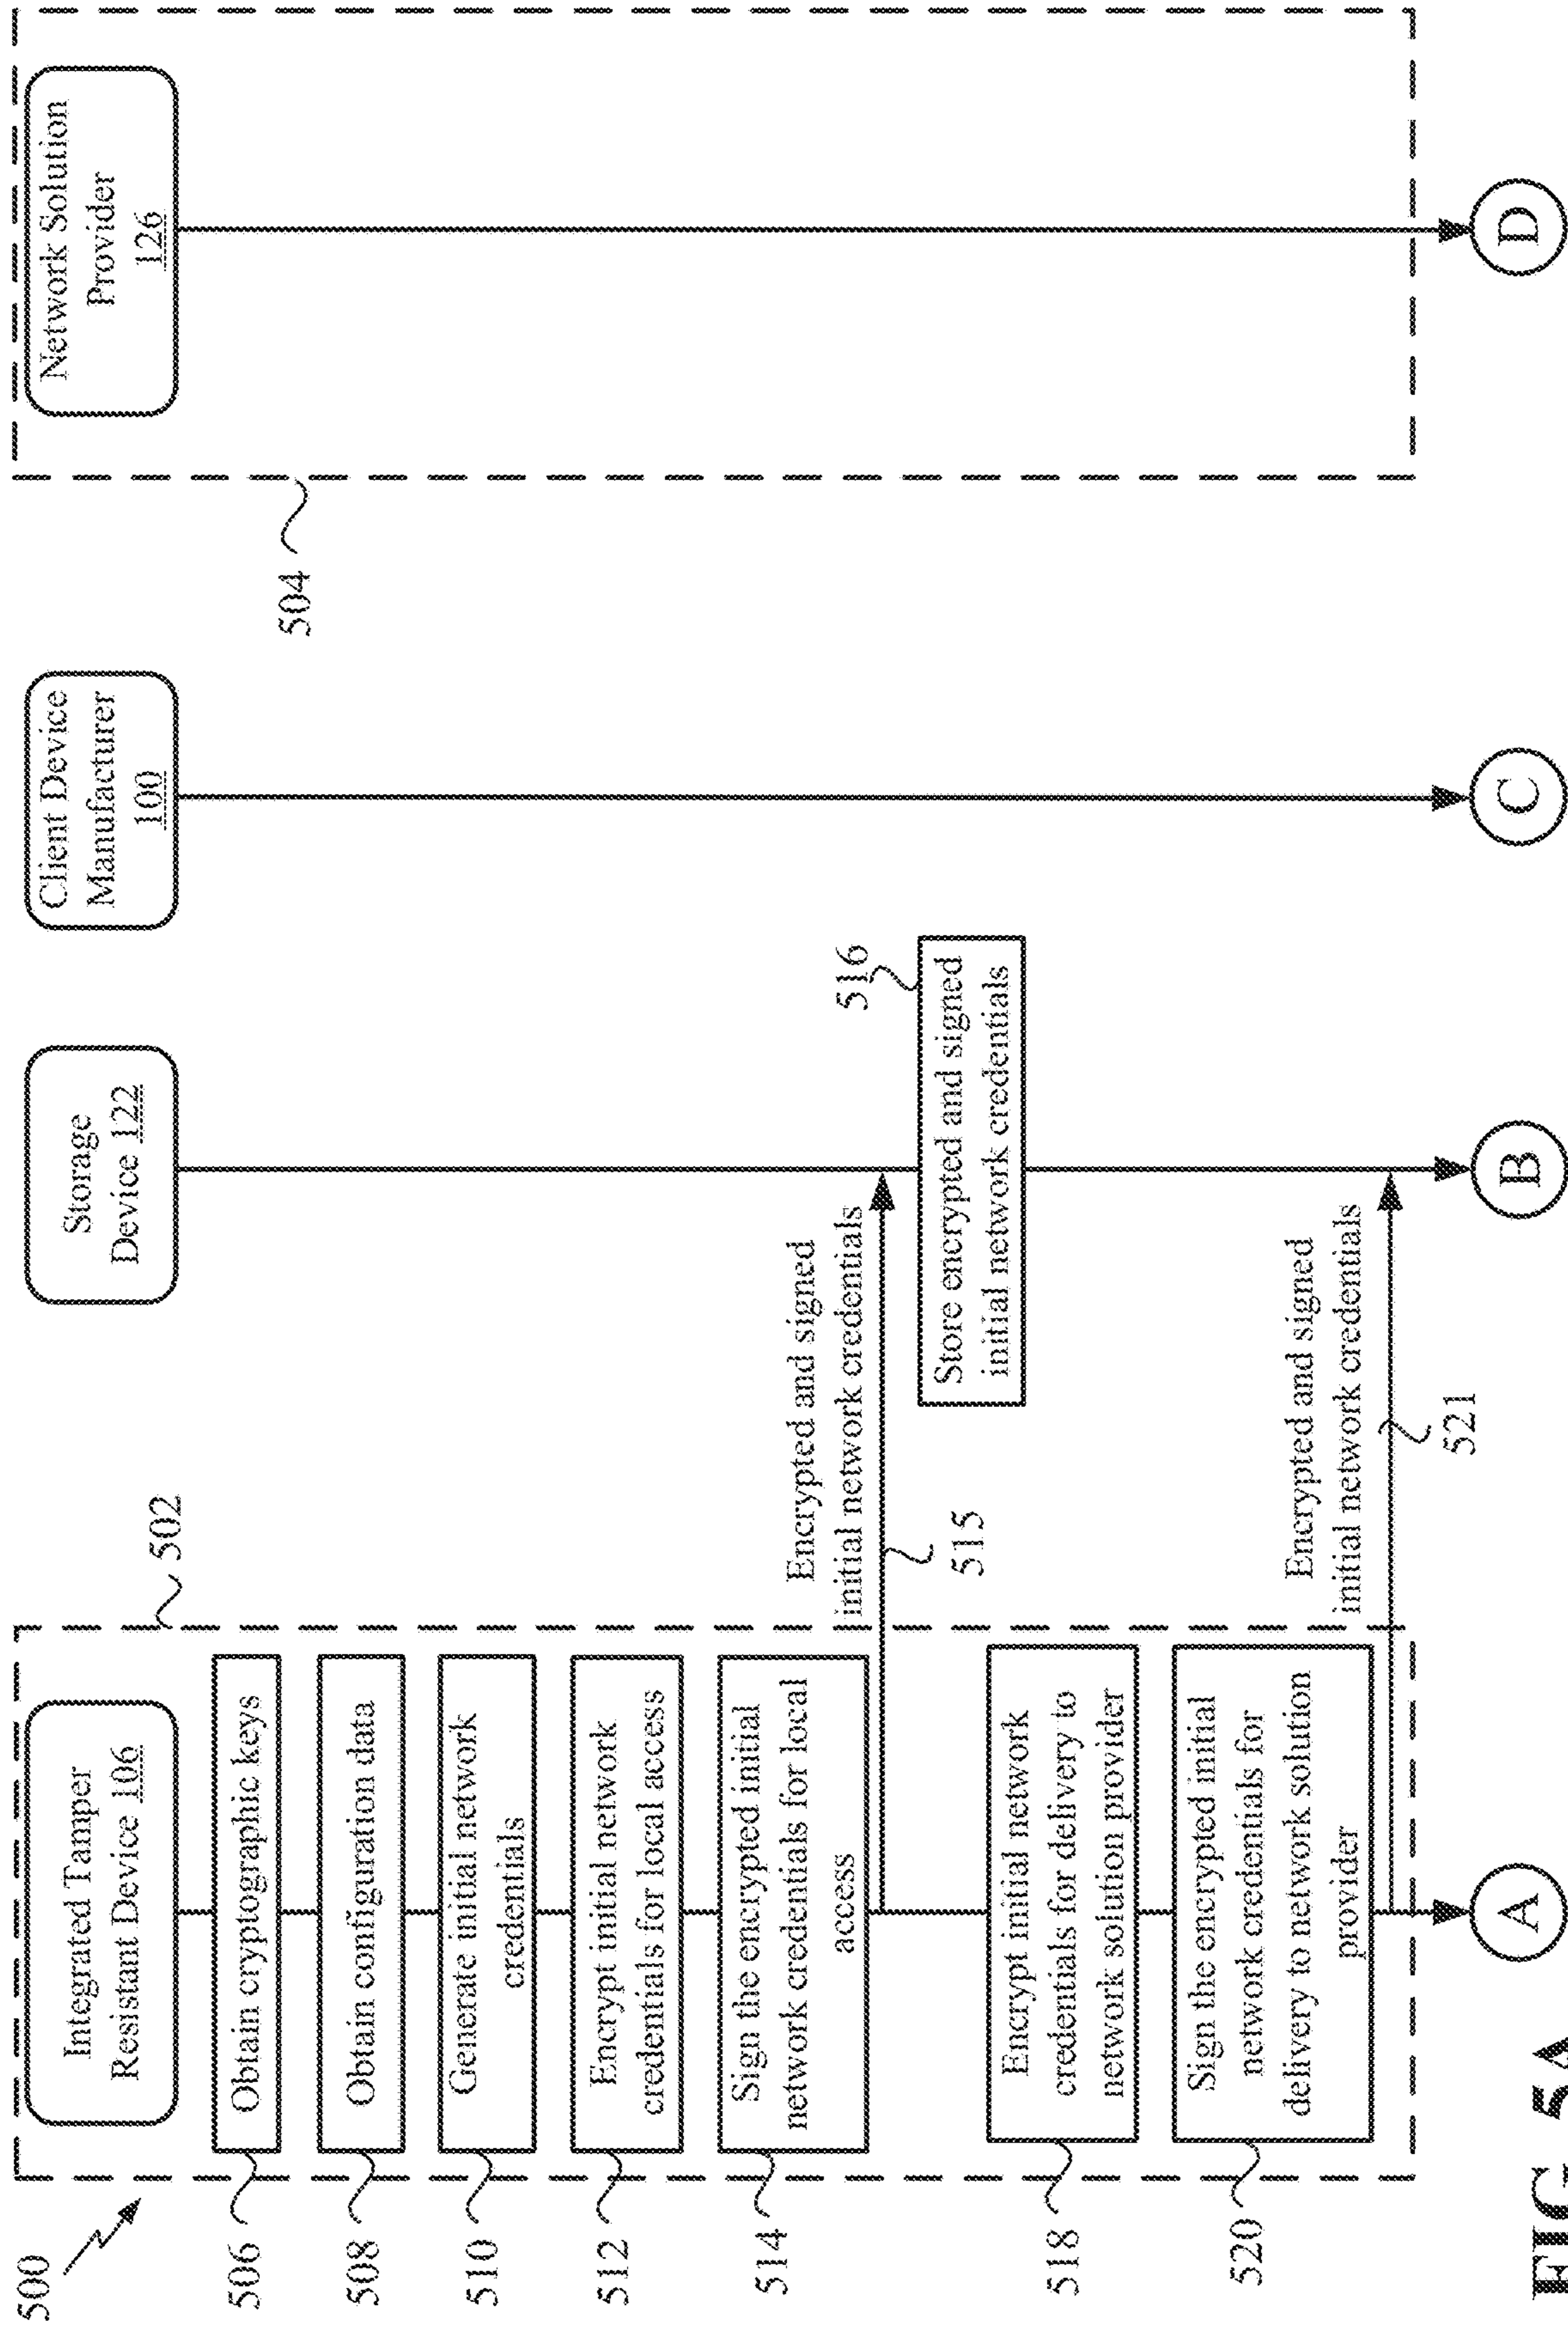 500
502
504
Integrated Tamper
Resistant Device 106
Storage
Device 122
Client Device
Manufacturer
100
Network Solution
Provider
126
506
Obtain cryptographic keys
508
Obtain configuration data
510
Generate initial network
credentials
512
Encrypt initial network
credentials for local access
514
Sign the encrypted initial
network credentials for local
access
Encrypted and signed
initial network credentials
515
516
Store encrypted and signed
initial network credentials
518
Encrypt initial network
credentials for delivery to
network solution provider
520
Sign the encrypted initial
network credentials for
delivery to network solution
provider
Encrypted and signed
initial network credentials
521
A
B
C
D
FIG. 5A